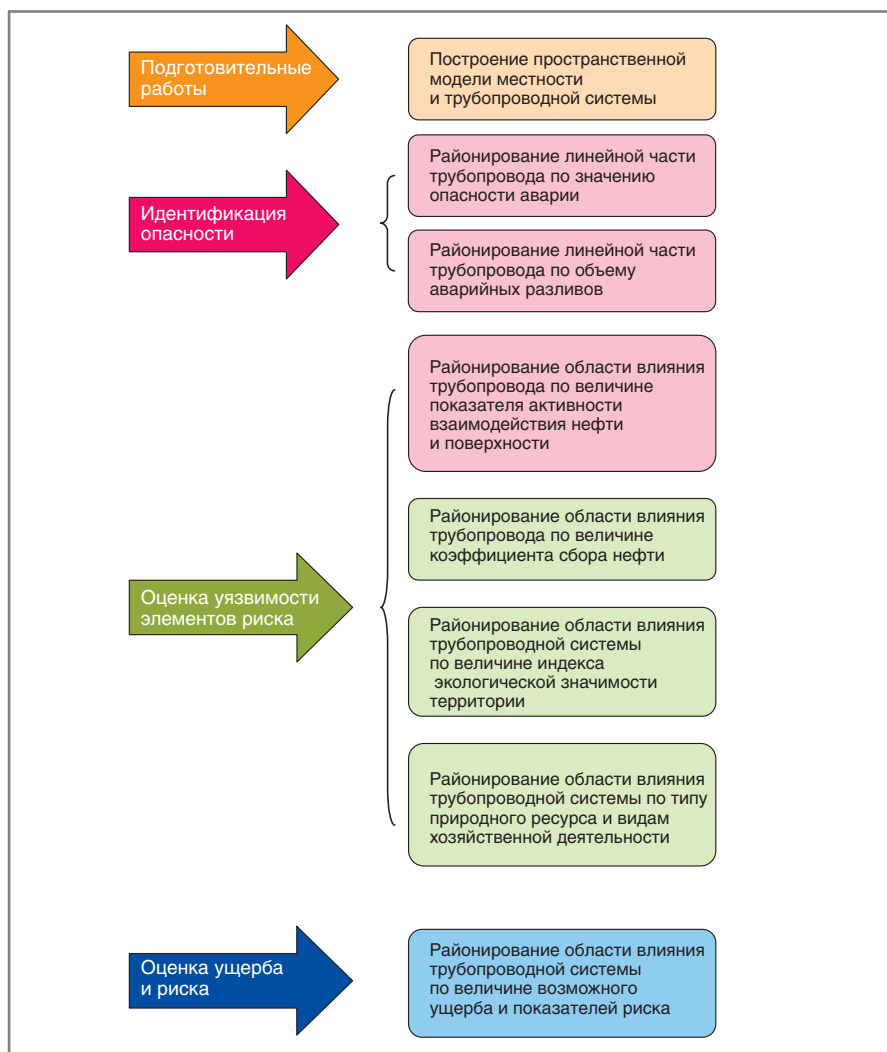 Подготовительные
работы
Построение пространственной
модели местности
и трубопроводной системы
Идентификация
опасности
Районирование линейной части
трубопровода по значению
опасности аварии
Районирование линейной части
трубопровода по объему
аварийных разливов
Оценка уязвимости
элементов риска
Районирование области влияния
трубопровода по величине
показателя активности
взаимодействия нефти
и поверхности
Районирование области влияния
трубопровода по величине
коэффициента сбора нефти
Районирование области влияния
трубопроводной системы
по величине индекса
экологической значимости
территории
Районирование области влияния
трубопроводной системы по типу
природного ресурса и видам
хозяйственной деятельности
Оценка ущерба
и риска
Районирование области влияния
трубопроводной системы
по величине возможного
ущерба и показателей риска